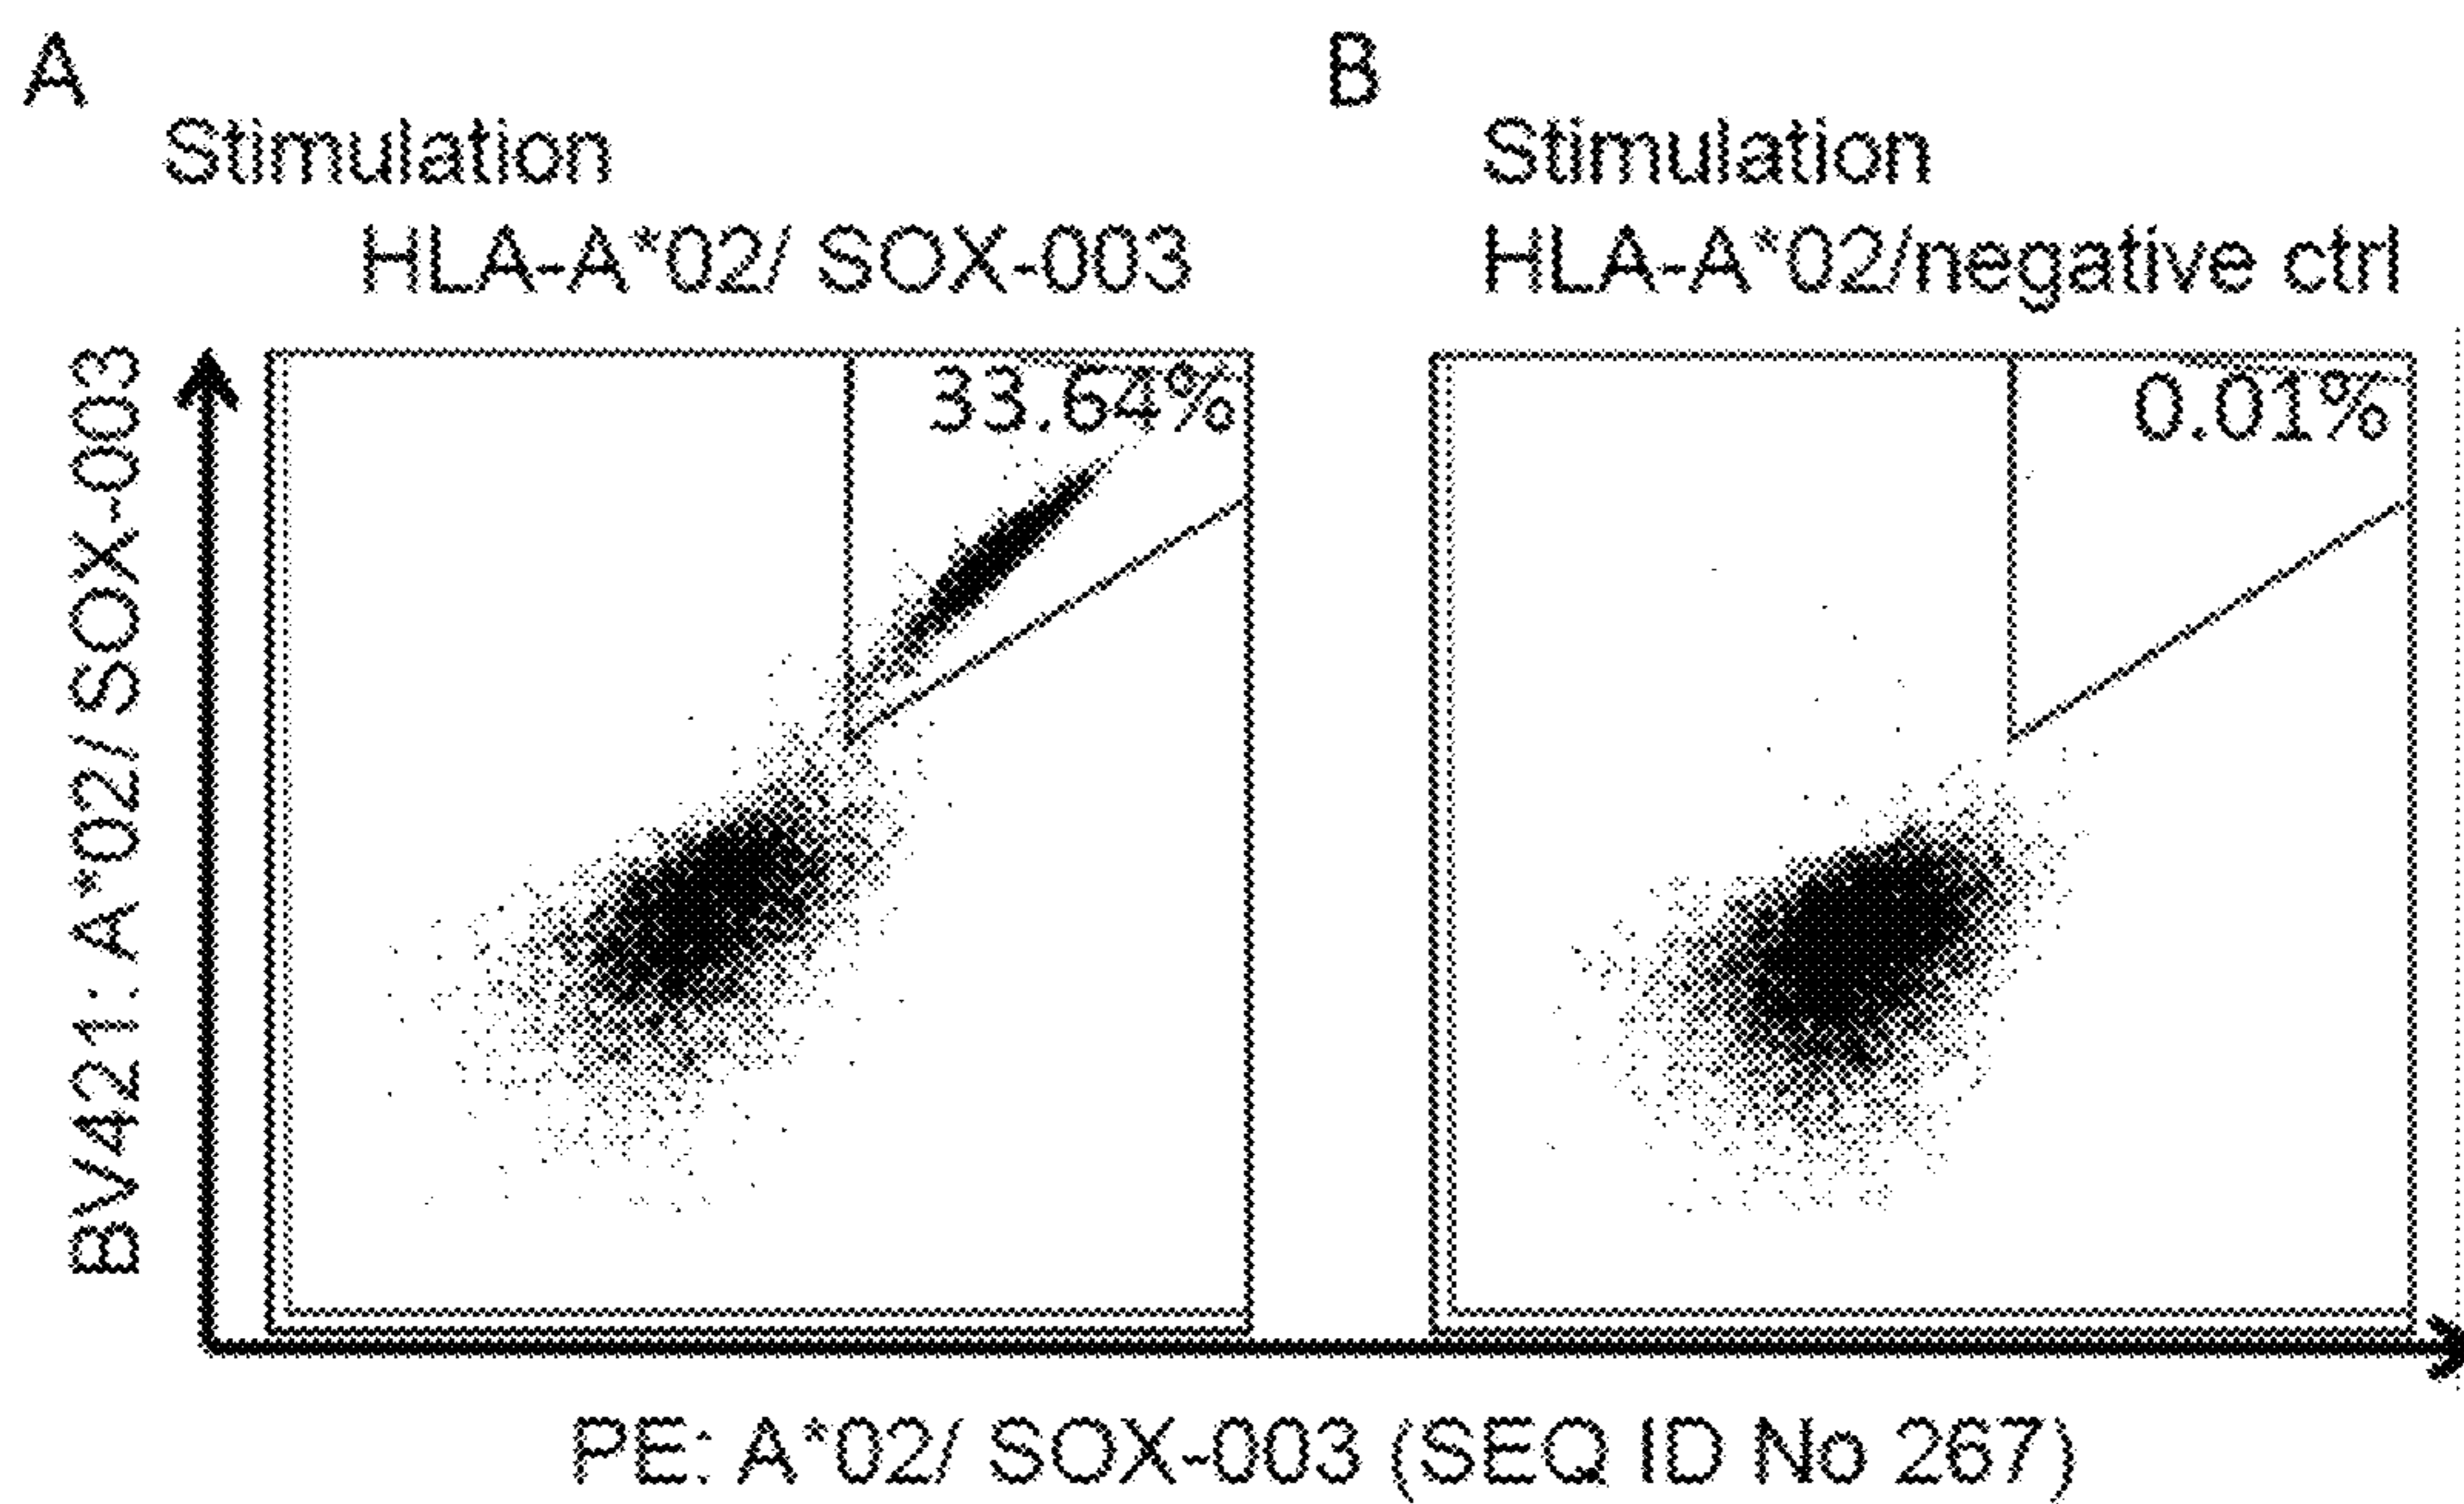 A
Stimulation
HLA-A*02/ SOX-003
B
Stimulation
HLA-A*02/negative ctrl
33.64%
0.01%
BV421: A*02/ SOX-003
PE: A*02/ SOX-003 (SEQ ID No 267)